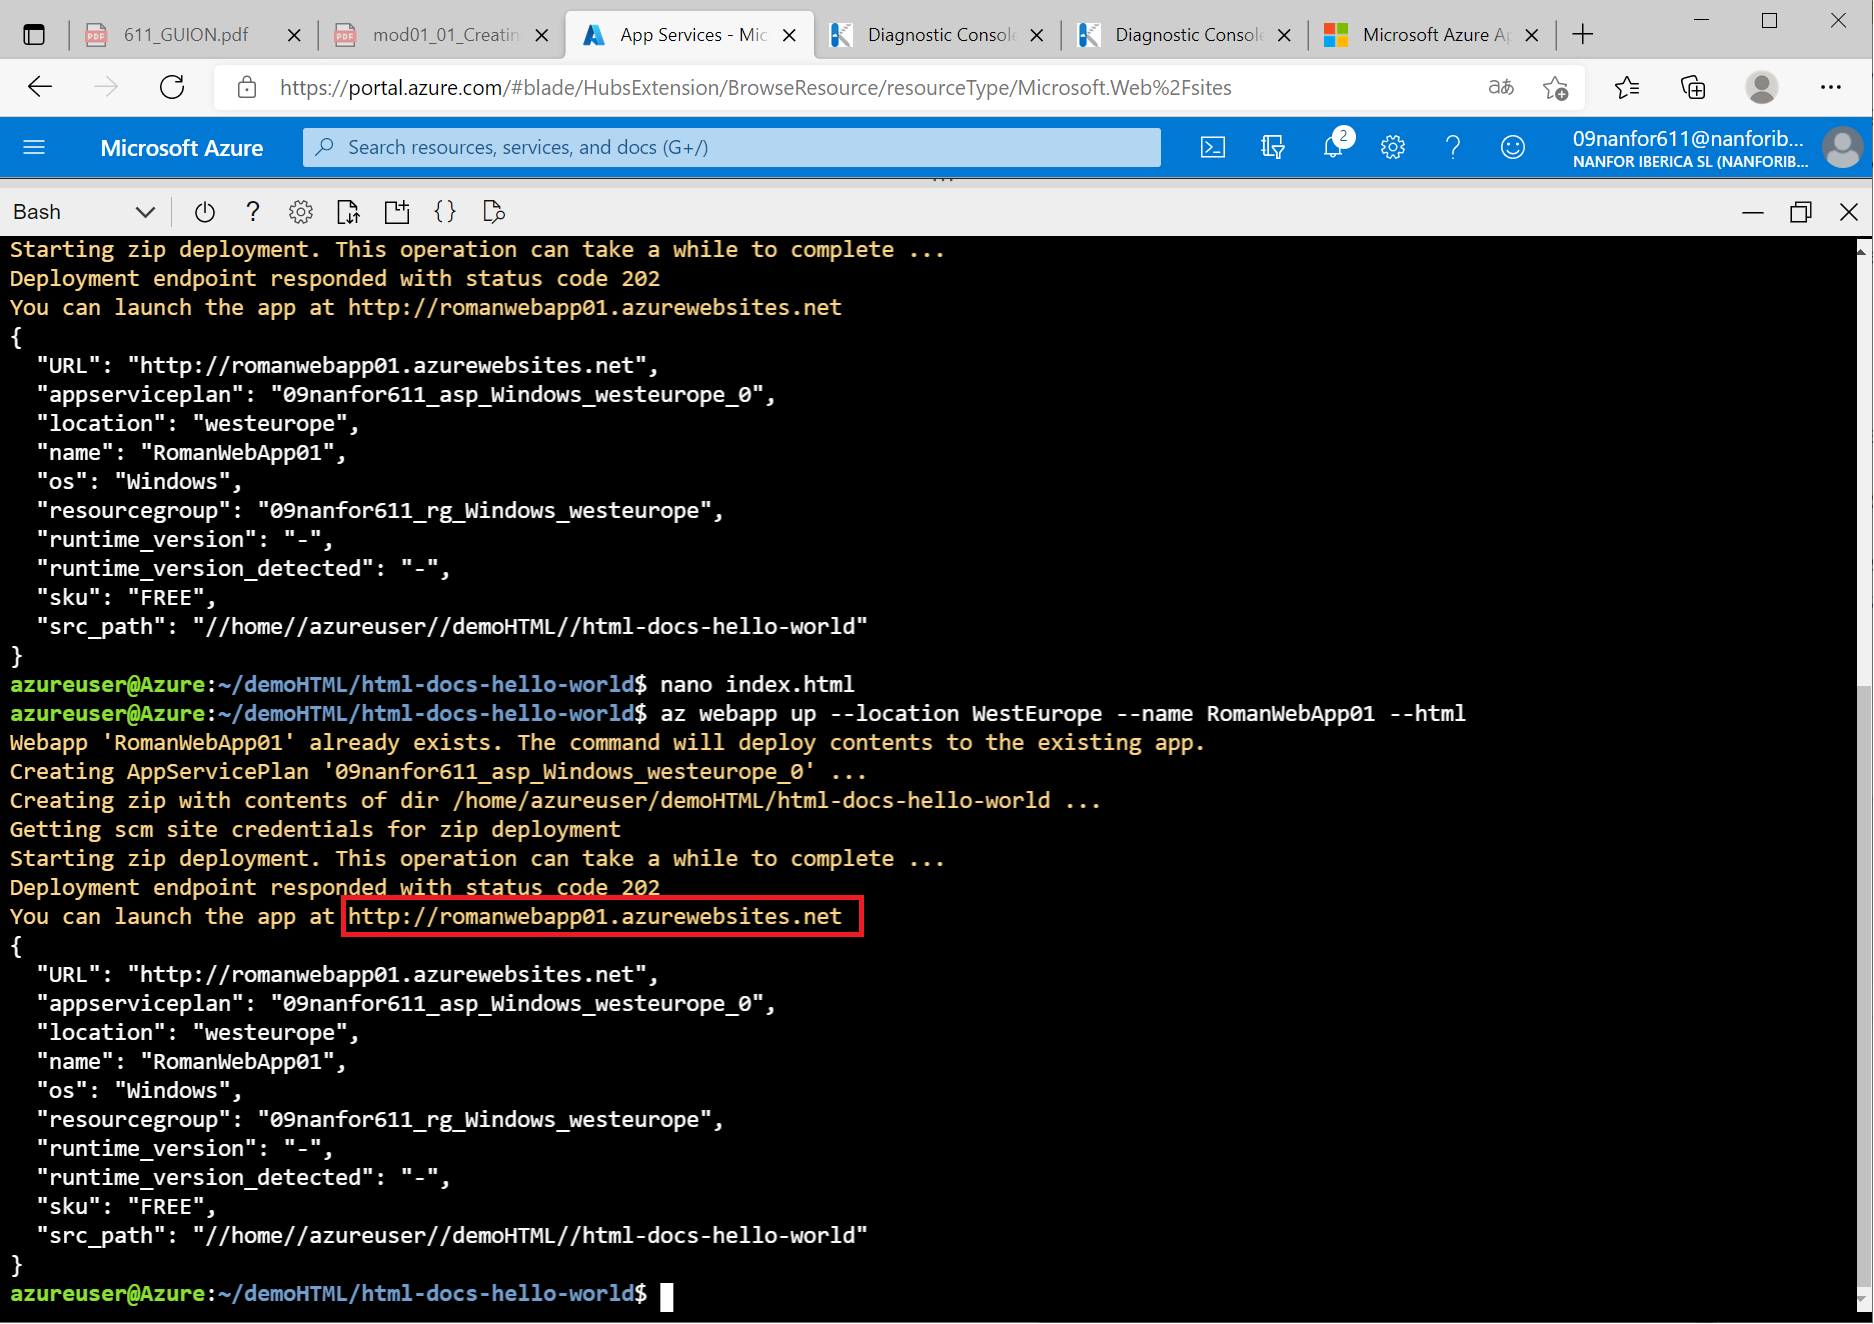 611_GUION.pdf
mod01_01_Creatin
App Services - Mic
Diagnostic Console
Diagnostic Console
Microsoft Azure Ap
https://portal.azure.com/#blade/HubsExtension/BrowseResource/resourceType/Microsoft.Web%2Fsites
aあ
Microsoft Azure
Search resources, services, and docs (G+/)
2
09nanfor611@nanforib...
NANFOR IBERICA SL (NANFORIB...
Bash
Starting zip deployment. This operation can take a while to complete ...
Deployment endpoint responded with status code 202
You can launch the app at http://romanwebapp01.azurewebsites.net
{
"URL": "http://romanwebapp01.azurewebsites.net",
"appserviceplan": "09nanfor611_asp_Windows_westeurope_0",
"location": "westeurope",
"name": "RomanWebApp01",
"os": "Windows",
"resourcegroup": "09nanfor611_rg_Windows_westeurope",
"runtime_version": "-",
"runtime_version_detected": "-",
"sku": "FREE",
"src_path": "//home//azureuser//demoHTML//html-docs-hello-world"
}
azureuser@Azure:~/demoHTML/html-docs-hello-world$ nano index.html
azureuser@Azure:~/demoHTML/html-docs-hello-world$ az webapp up --location WestEurope --name RomanWebApp01 --html
Webapp 'RomanWebApp01' already exists. The command will deploy contents to the existing app.
Creating AppServicePlan '09nanfor611_asp_Windows_westeurope_0' ...
Creating zip with contents of dir /home/azureuser/demoHTML/html-docs-hello-world ...
Getting scm site credentials for zip deployment
Starting zip deployment. This operation can take a while to complete ...
Deployment endpoint responded with status code 202
You can launch the app at http://romanwebapp01.azurewebsites.net
{
"URL": "http://romanwebapp01.azurewebsites.net",
"appserviceplan": "09nanfor611_asp_Windows_westeurope_0",
"location": "westeurope",
"name": "RomanWebApp01",
"os": "Windows",
"resourcegroup": "09nanfor611_rg_Windows_westeurope",
"runtime_version": "-",
"runtime_version_detected": "-",
"sku": "FREE",
"src_path": "//home//azureuser//demoHTML//html-docs-hello-world"
}
azureuser@Azure:~/demoHTML/html-docs-hello-world$